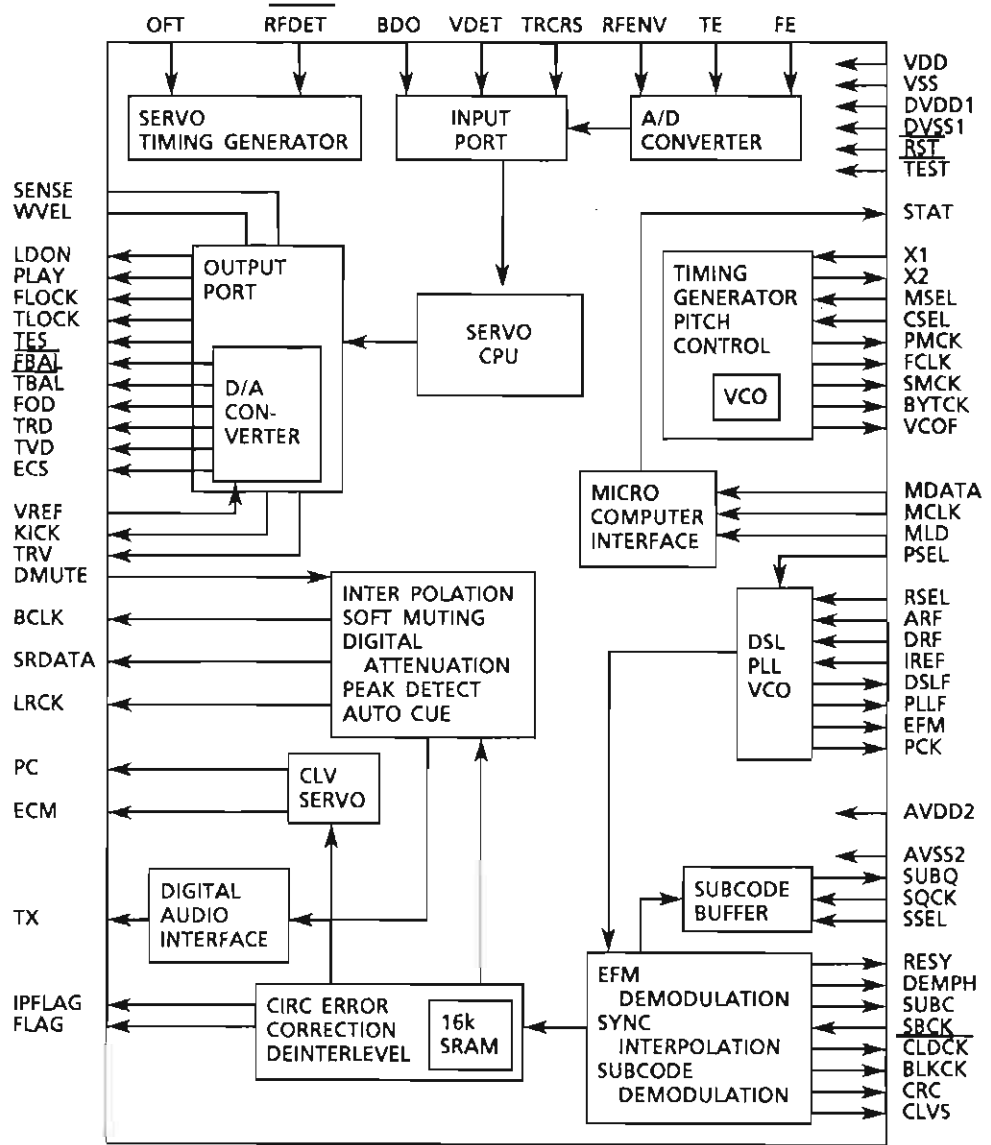 OFT RFDET BDO VDET TRCRS RFENV TE FE
SERVO
TIMING GENERATOR
INPUT
PORT
A/D
CONVERTER
VDD
VSS
DVDD1
DVSS1
RST
TEST
STAT
SENSE
WVEL
LDON
PLAY
FLOCK
TLOCK
TES
FBAL
TBAL
FOD
TRD
TVD
ECS
VREF
KICK
TRV
OUTPUT
PORT
D/A
CON-
VERTER
SERVO
CPU
TIMING
GENERATOR
PITCH
CONTROL
VCO
X1
X2
MSEL
CSEL
PMCK
FCLK
SMCK
BYTCK
VCOF
MICRO
COMPUTER
INTERFACE
MDATA
MCLK
MLD
PSEL
DMUTE
BCLK
SRDATA
LRCK
INTER POLATION
SOFT MUTING
DIGITAL
ATTENUATION
PEAK DETECT
AUTO CUE
DSL
PLL
VCO
RSEL
ARF
DRF
IREF
DSLF
PLLF
EFM
PCK
PC
ECM
CLV
SERVO
AVDD2
AVSS2
TX
DIGITAL
AUDIO
INTERFACE
SUBCODE
BUFFER
SUBQ
SQCK
SSEL
IPFLAG
FLAG
CIRC ERROR
CORRECTION
DEINTERLEVEL
16k
SRAM
EFM
DEMODULATION
SYNC
INTERPOLATION
SUBCODE
DEMODULATION
RESY
DEMPH
SUBC
SBCK
CLDCK
BLKCK
CRC
CLVS